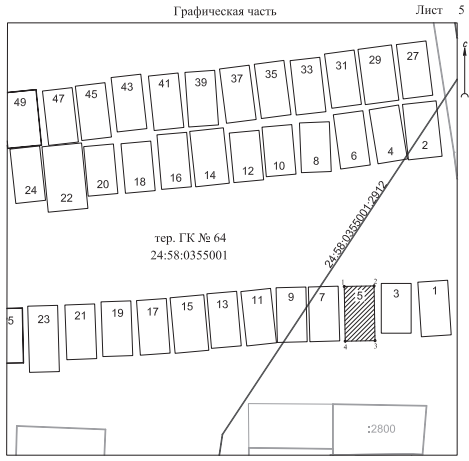 Графическая часть
Лист 5
с
49 47 45 43 41 39 37 35 33 31 29 27
24 22 20 18 16 14 12 10 8 6 4 2
тер. ГК № 64
24:58:0355001
24:58:0355001:2912
5 23 21 19 17 15 13 11 9 7 5 3 1
1 2
4 3
:2800